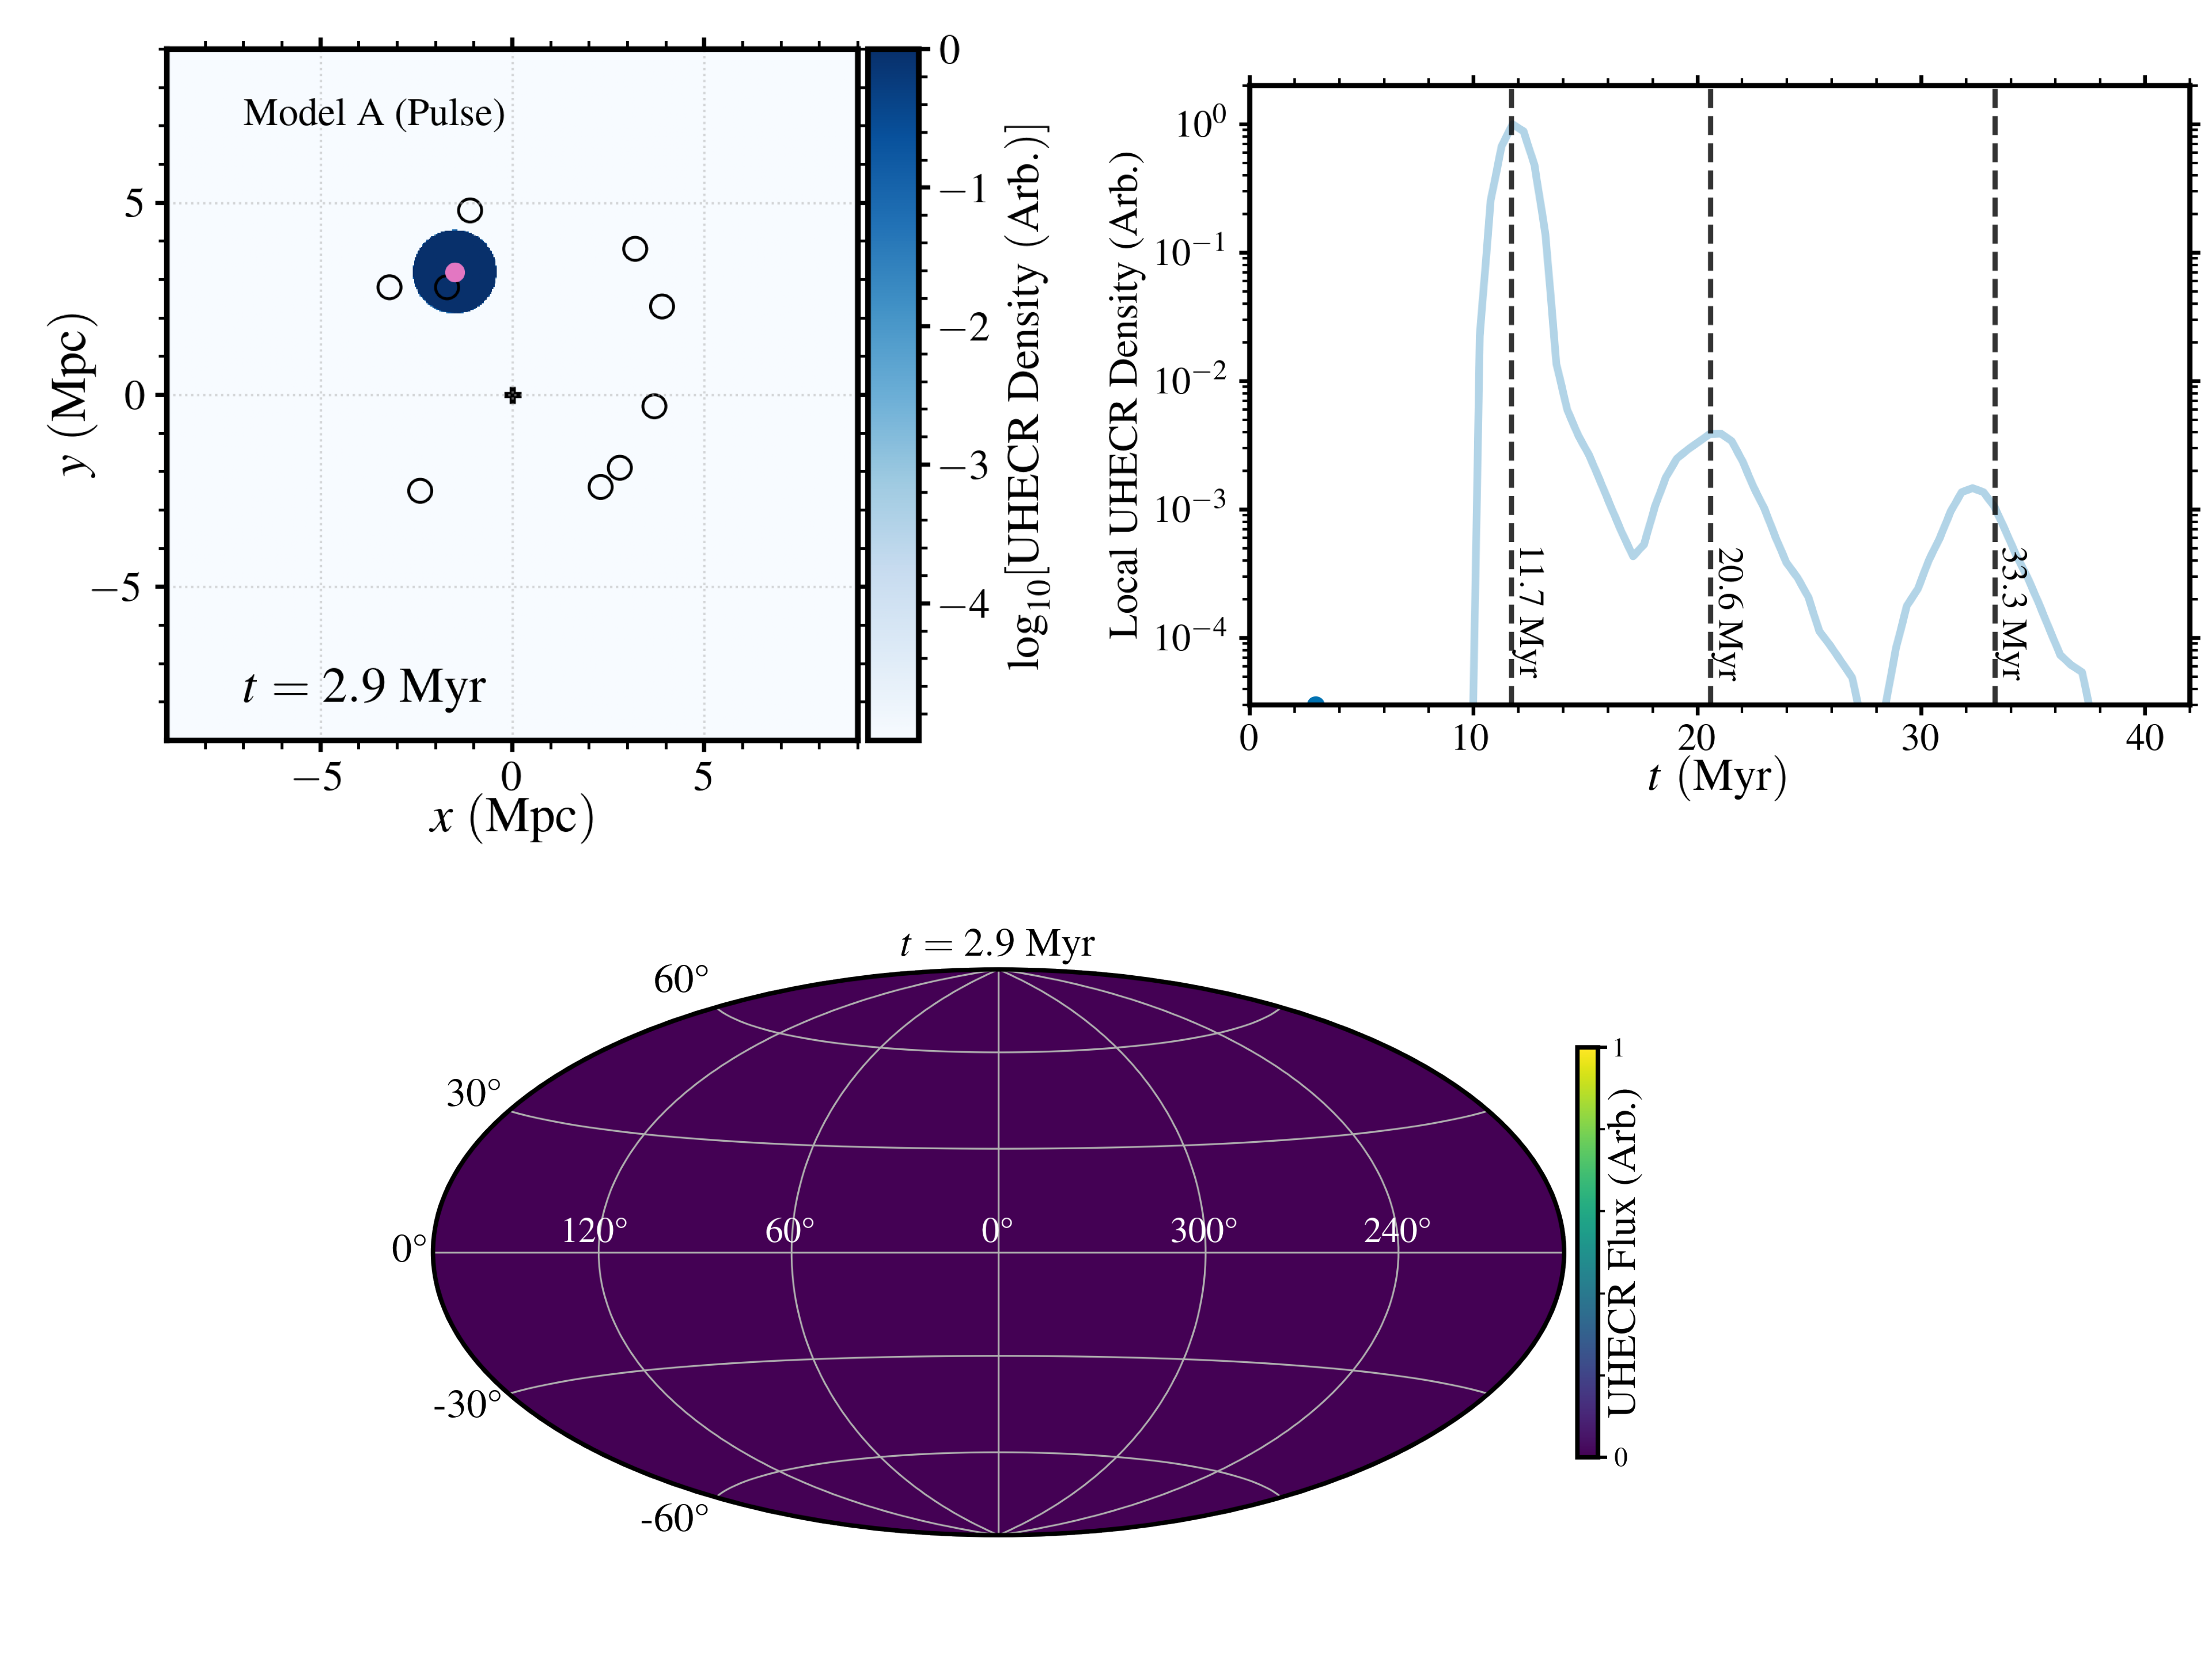 Model A (Pulse)
t = 2.9 Myr
5
0
−5
y (Mpc)
−5
0
5
x (Mpc)
0
−1
−2
−3
−4
log10[UHECR Density (Arb.)]
10^0
10^−1
10^−2
10^−3
10^−4
Local UHECR Density (Arb.)
11.7 Myr
20.6 Myr
33.3 Myr
0
10
20
30
40
t (Myr)
t = 2.9 Myr
60°
30°
0°
-30°
-60°
120°
60°
0°
300°
240°
1
0
UHECR Flux (Arb.)